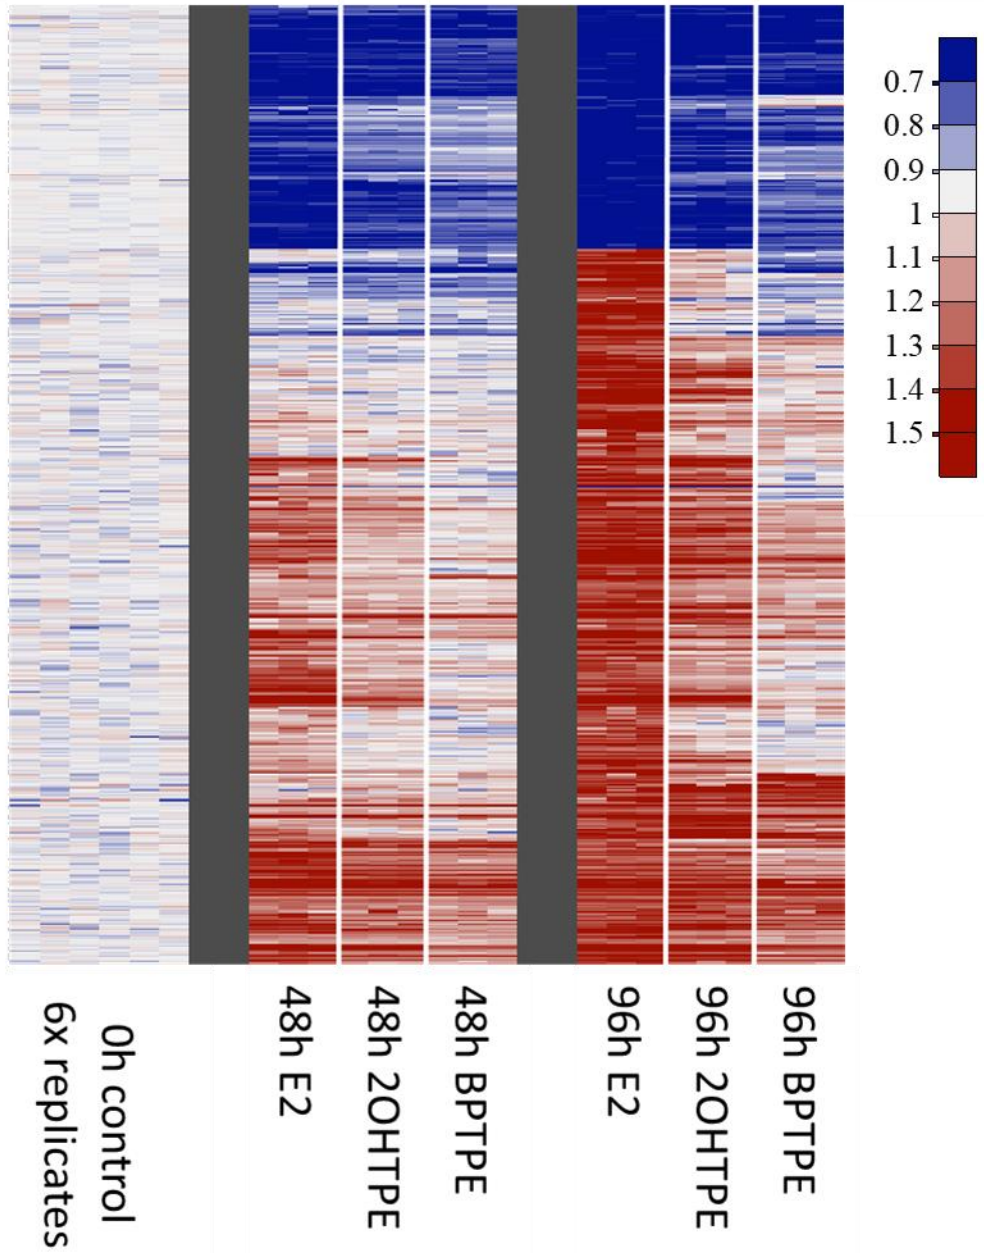 0.7
0.8
0.9
1
1.1
1.2
1.3
1.4
1.5
0h control
6x replicates
48h E2
48h 2OHTPE
48h BPTPE
96h E2
96h 2OHTPE
96h BPTPE